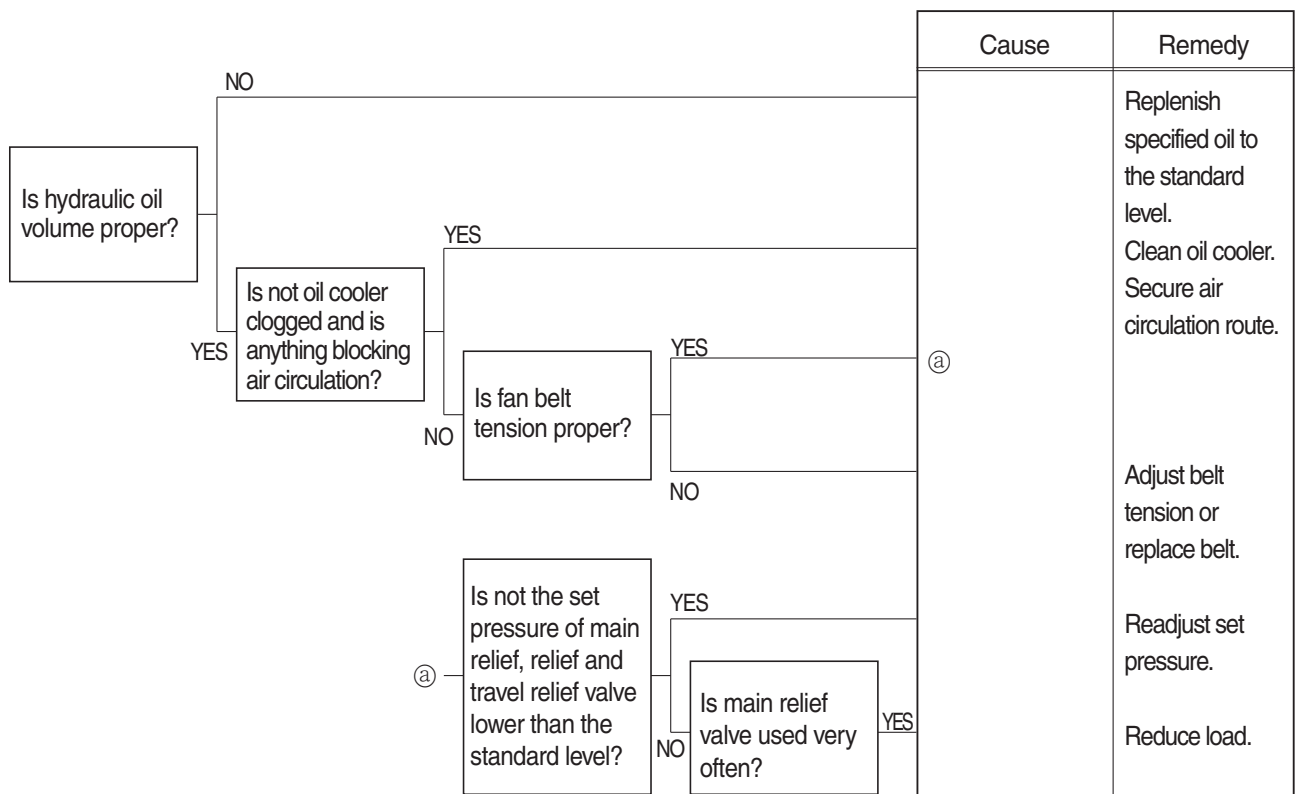 Cause
Remedy
NO
Replenish
specified oil to
the standard
level.
Is hydraulic oil
volume proper?
YES
Clean oil cooler.
Secure air
circulation route.
YES
Is not oil cooler
clogged and is
anything blocking
air circulation?
YES
ⓐ
NO
Is fan belt
tension proper?
NO
Adjust belt
tension or
replace belt.
ⓐ
Is not the set
pressure of main
relief, relief and
travel relief valve
lower than the
standard level?
YES
Readjust set
pressure.
NO
Is main relief
valve used very
often?
YES
Reduce load.